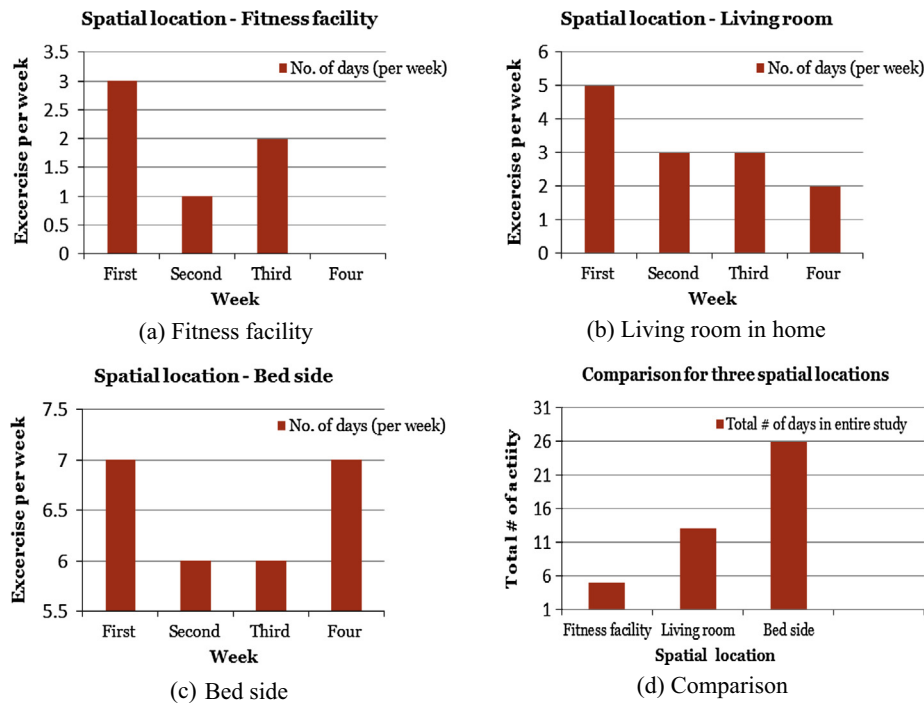 Spatial location - Fitness facility
3.5
3
2.5
2
1.5
1
0.5
0
Excercise per week
No. of days (per week)
First Second Third Four
Week
(a) Fitness facility
Spatial location - Living room
6
5
4
3
2
1
0
Excercise per week
No. of days (per week)
First Second Third Four
Week
(b) Living room in home
Spatial location - Bed side
7.5
7
6.5
6
5.5
Excercise per week
No. of days (per week)
First Second Third Four
Week
(c) Bed side
Comparison for three spatial locations
31
26
21
16
11
6
1
Total # of actiity
Total # of days in entire study
Fitness facility Living room Bed side
Spatial location
(d) Comparison